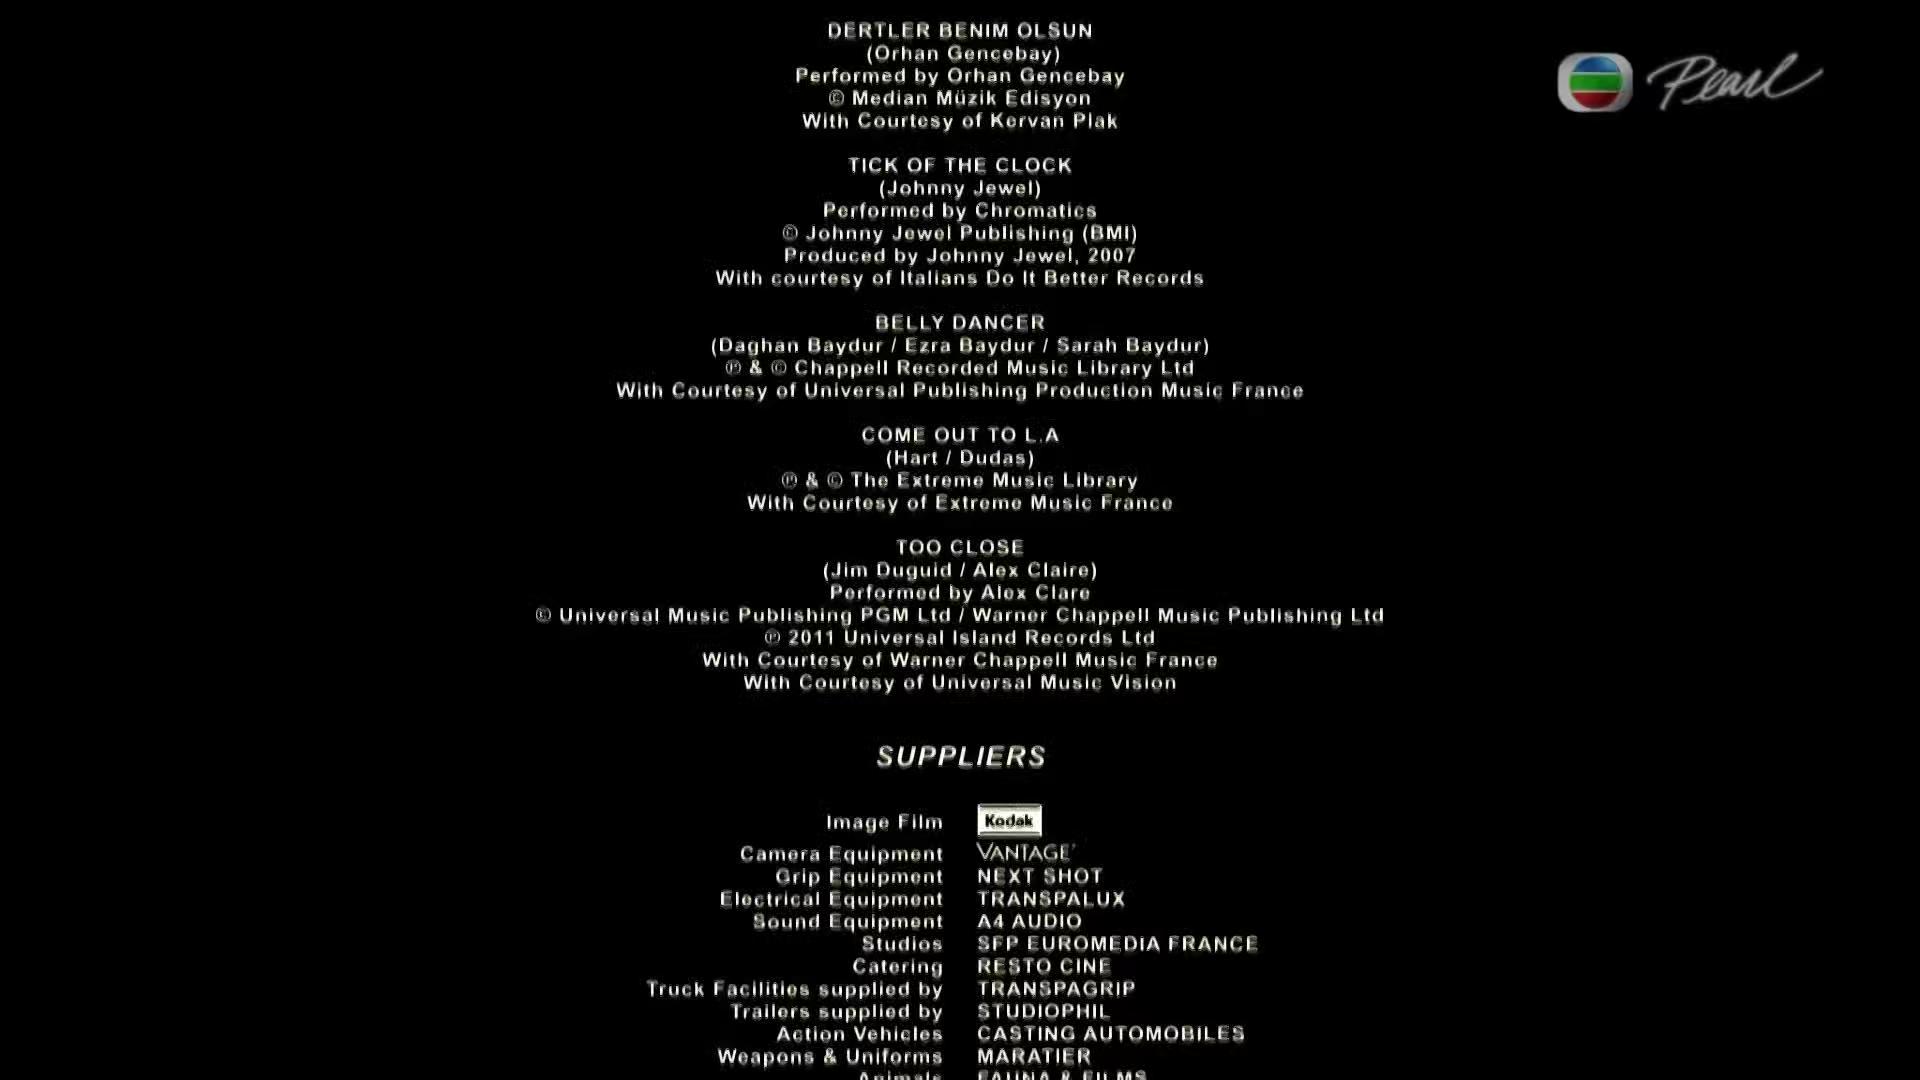 DERTLER BENIM OLSUN
(Orhan Gencebay)
Performed by Orhan Gencebay
© Median Müzik Edisyon
With Courtesy of Kervan Plak
Pearl
TICK OF THE CLOCK
(Johnny Jewel)
Performed by Chromatics
© Johnny Jewel Publishing (BMI)
Produced by Johnny Jewel, 2007
With courtesy of Italians Do It Better Records
BELLY DANCER
(Daghan Baydur / Ezra Baydur / Sarah Baydur)
℗ & © Chappell Recorded Music Library Ltd
With Courtesy of Universal Publishing Production Music France
COME OUT TO L.A
(Hart / Dudas)
℗ & © The Extreme Music Library
With Courtesy of Extreme Music France
TOO CLOSE
(Jim Duguid / Alex Claire)
Performed by Alex Clare
© Universal Music Publishing PGM Ltd / Warner Chappell Music Publishing Ltd
℗ 2011 Universal Island Records Ltd
With Courtesy of Warner Chappell Music France
With Courtesy of Universal Music Vision
SUPPLIERS
Image Film Kodak
Camera Equipment VANTAGE
Grip Equipment NEXT SHOT
Electrical Equipment TRANSPALUX
Sound Equipment A4 AUDIO
Studios SFP EUROMEDIA FRANCE
Catering RESTO CINE
Truck Facilities supplied by TRANSPAGRIP
Trailers supplied by STUDIOPHIL
Action Vehicles CASTING AUTOMOBILES
Weapons & Uniforms MARATIER
Animals FAUNA & FILMS